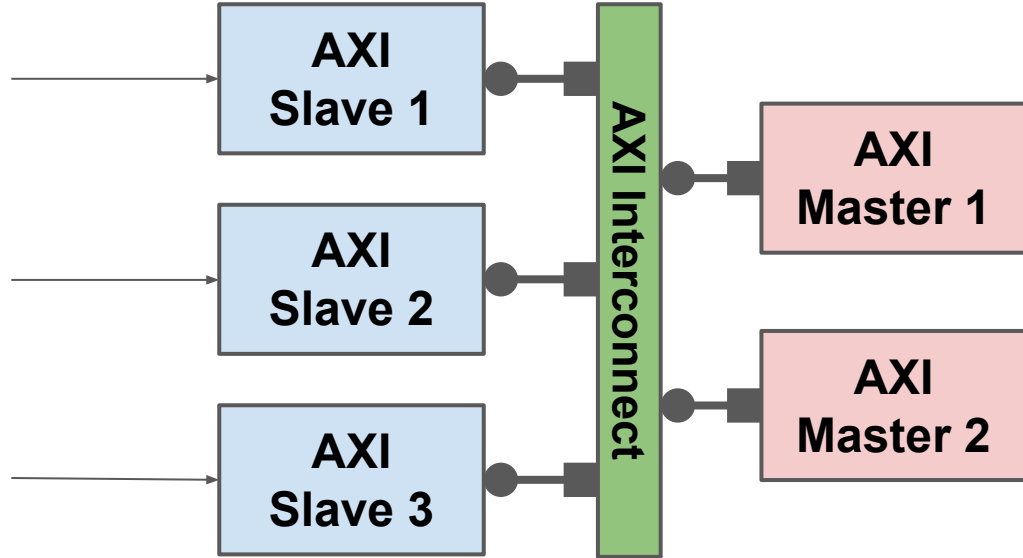 AXI
Slave 1
AXI
Slave 2
AXI
Slave 3
AXI Interconnect
AXI
Master 1
AXI
Master 2